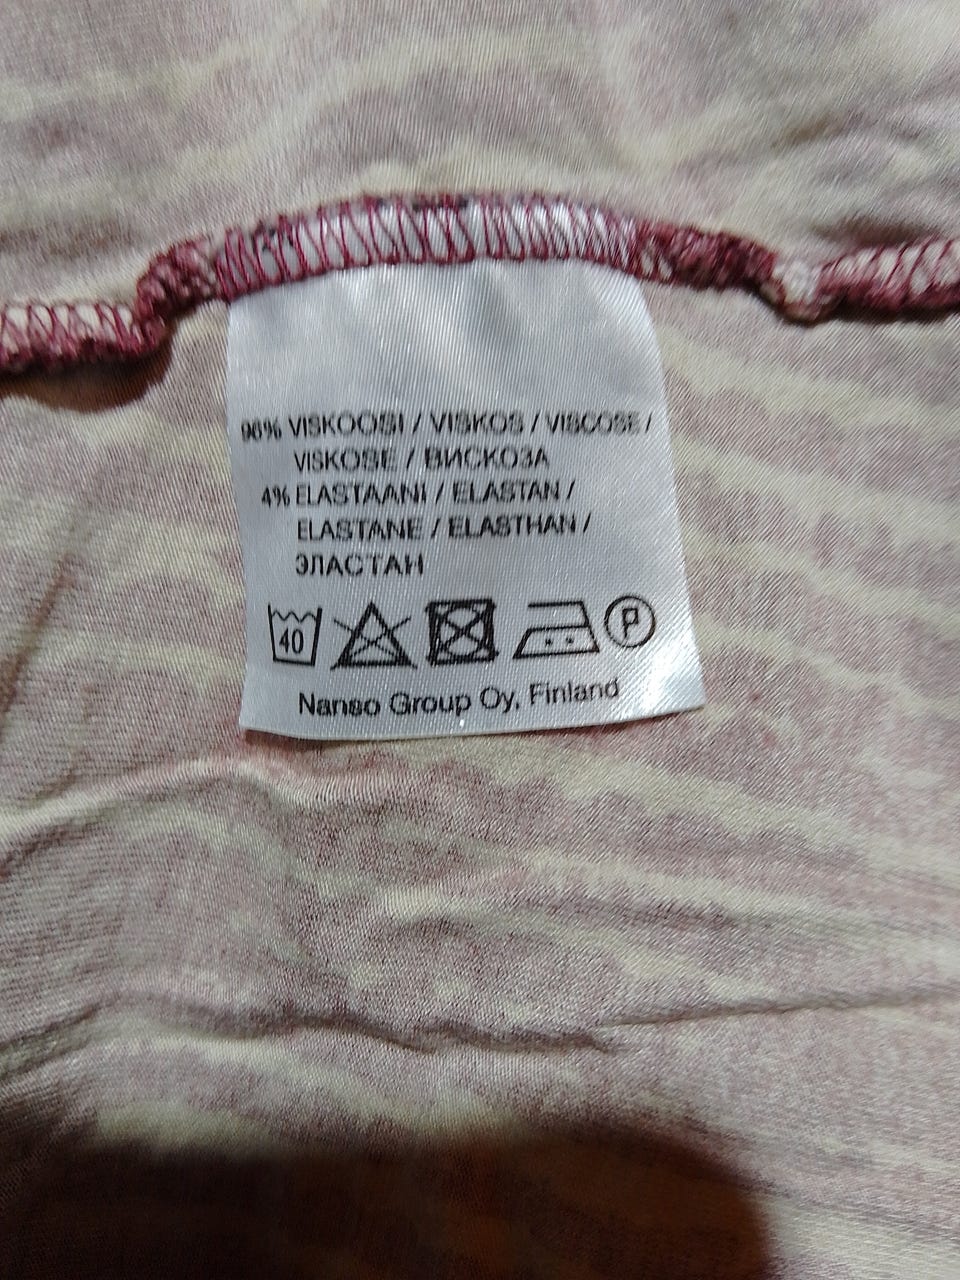 96% VISKOOSI / VISKOS / VISCOSE /
VISKOSE / ВИСКОЗА
4% ELASTAANI / ELASTAN /
ELASTANE / ELASTHAN /
ЭЛАСТАН
40 P
Nanso Group Oy, Finland